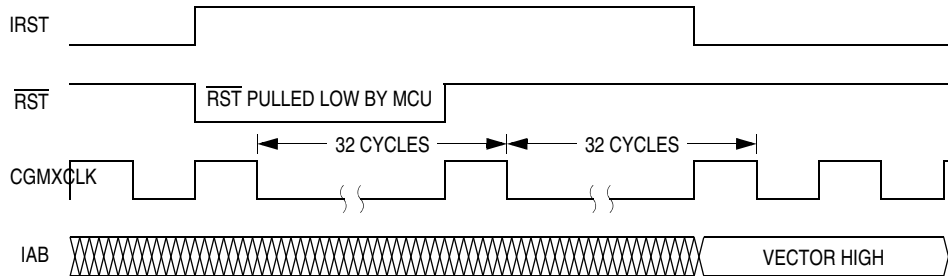 IRST
RST
RST PULLED LOW BY MCU
32 CYCLES
32 CYCLES
CGMXCLK
IAB
VECTOR HIGH